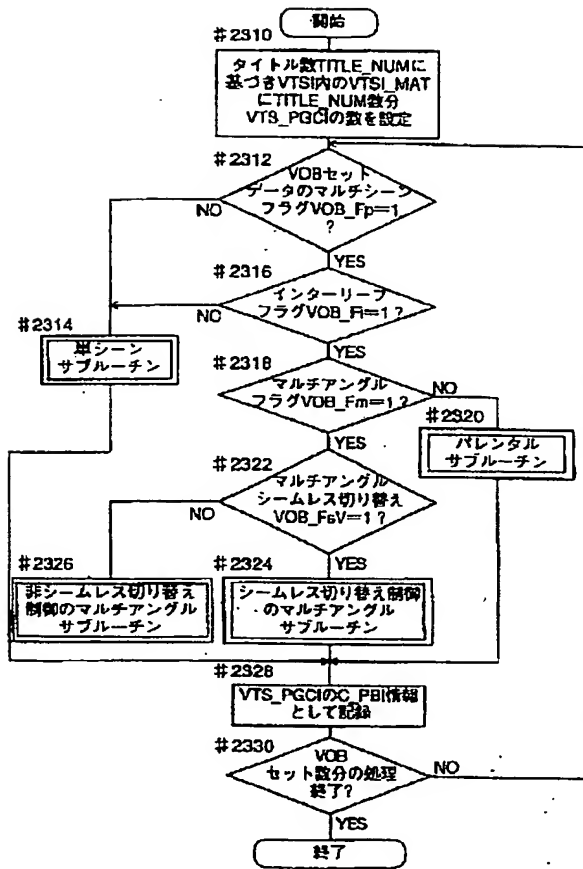 開始
#2310
タイトル数TITLE_NUMに
基づきVTSI内のVTSI_MAT
にTITLE_NUM数分
VTS_PGCIの数を設定
#2312
VOBセット
データのマルチシーン
フラグVOB_Fp=1
?
NO
YES
#2316
インターリーブ
フラグVOB_Fi=1?
NO
YES
#2314
単シーン
サブルーチン
#2318
マルチアングル
フラグVOB_Fm=1?
NO
YES
#2320
パレンタル
サブルーチン
#2322
マルチアングル
シームレス切り替え
VOB_FsV=1?
NO
YES
#2326
非シームレス切り替え
制御のマルチアングル
サブルーチン
#2324
シームレス切り替え制御
のマルチアングル
サブルーチン
#2328
VTS_PGCIのC_PBI情報
として記録
#2330
VOB
セット数分の処理
終了?
NO
YES
終了